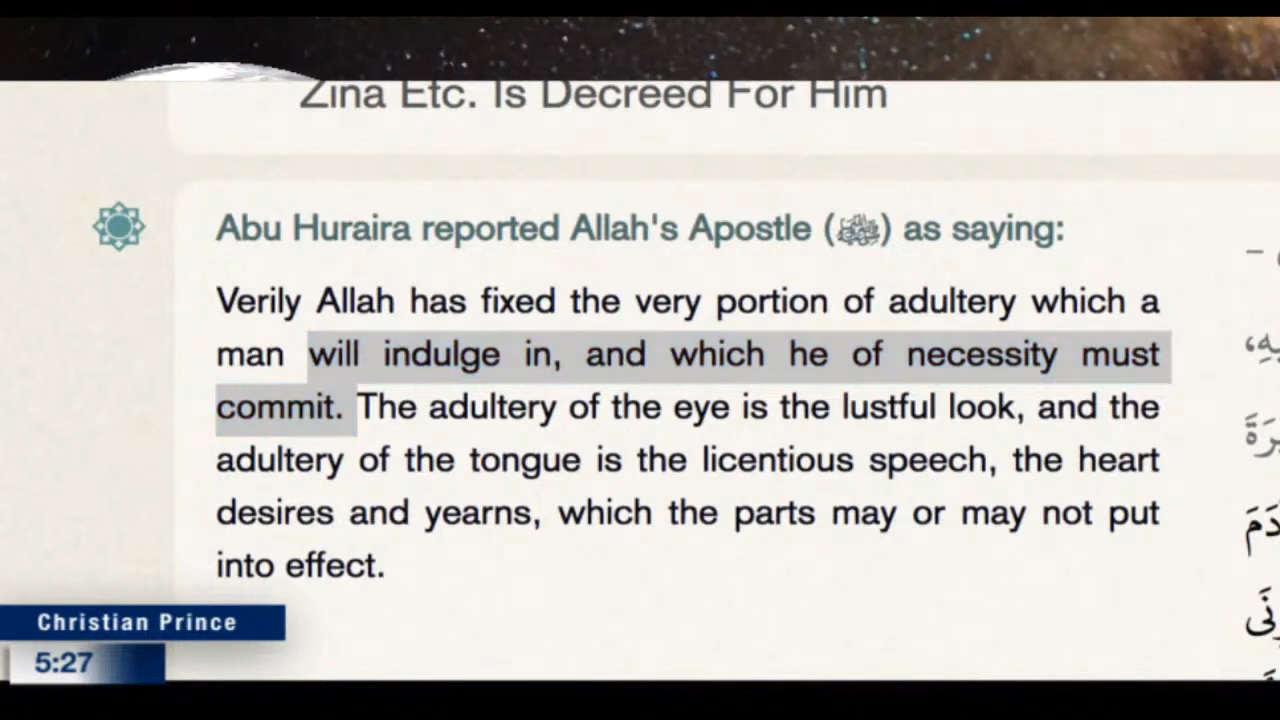 Zina Etc. Is Decreed For Him
Abu Huraira reported Allah's Apostle (ﷺ) as saying:
Verily Allah has fixed the very portion of adultery which a
man will indulge in, and which he of necessity must
commit. The adultery of the eye is the lustful look, and the
adultery of the tongue is the licentious speech, the heart
desires and yearns, which the parts may or may not put
into effect.
Christian Prince
5:27